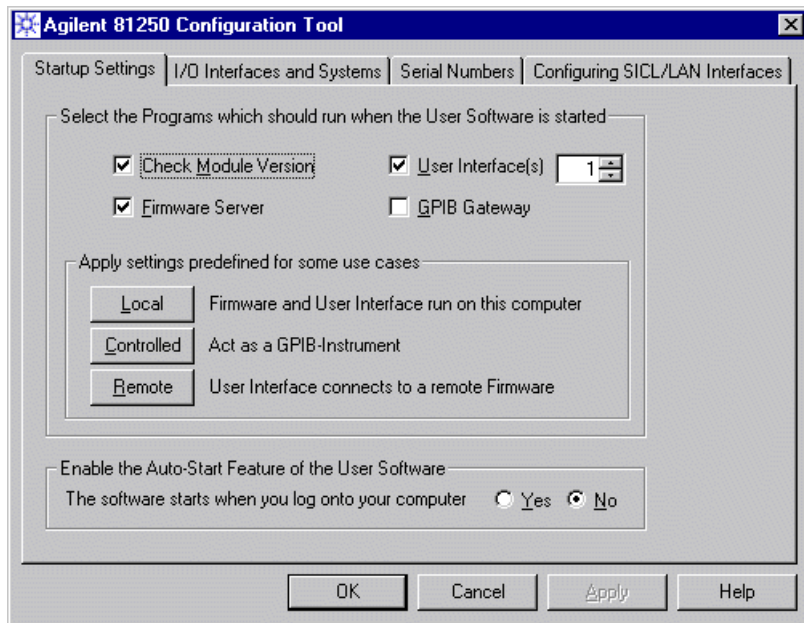 Agilent 81250 Configuration Tool
Startup Settings I/O Interfaces and Systems Serial Numbers Configuring SICL/LAN Interfaces
Select the Programs which should run when the User Software is started
Check Module Version User Interface(s) 1
Firmware Server GPIB Gateway
Apply settings predefined for some use cases
Local Firmware and User Interface run on this computer
Controlled Act as a GPIB-Instrument
Remote User Interface connects to a remote Firmware
Enable the Auto-Start Feature of the User Software
The software starts when you log onto your computer Yes No
OK Cancel Apply Help